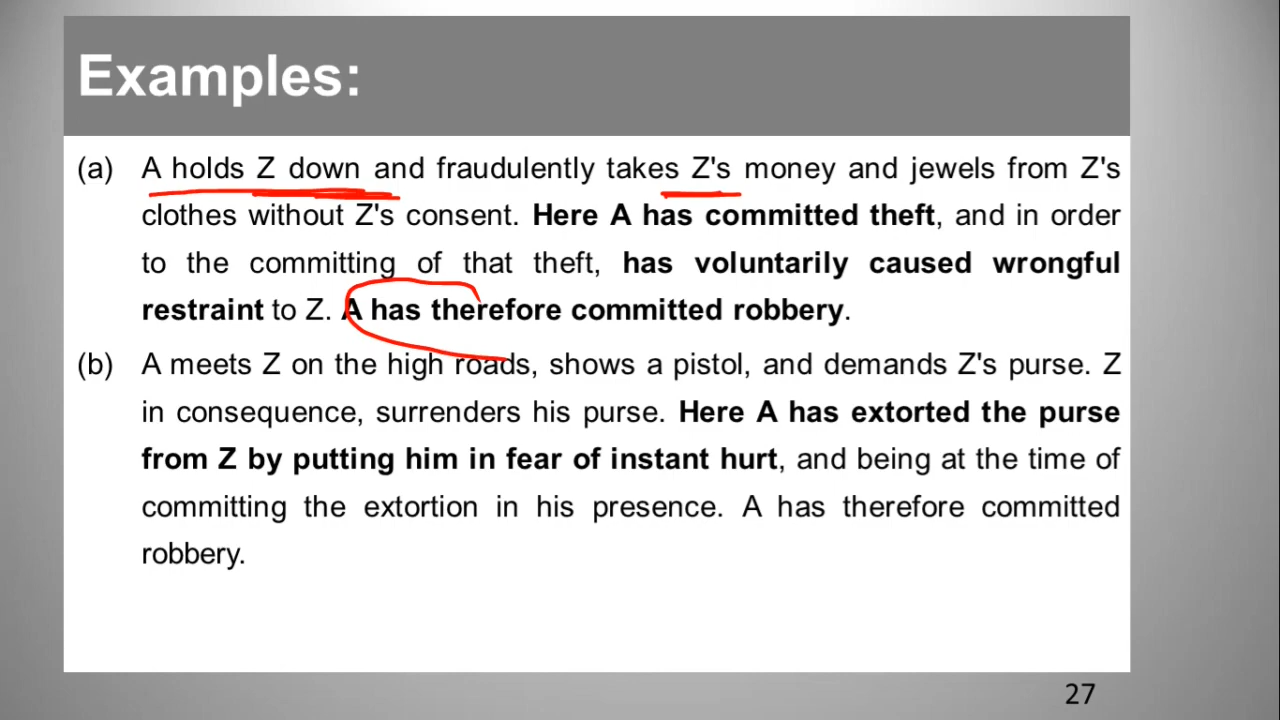 Examples:
(a) A holds Z down and fraudulently takes Z's money and jewels from Z's
clothes without Z's consent. Here A has committed theft, and in order
to the committing of that theft, has voluntarily caused wrongful
restraint to Z. A has therefore committed robbery.
(b) A meets Z on the high roads, shows a pistol, and demands Z's purse. Z
in consequence, surrenders his purse. Here A has extorted the purse
from Z by putting him in fear of instant hurt, and being at the time of
committing the extortion in his presence. A has therefore committed
robbery.
27